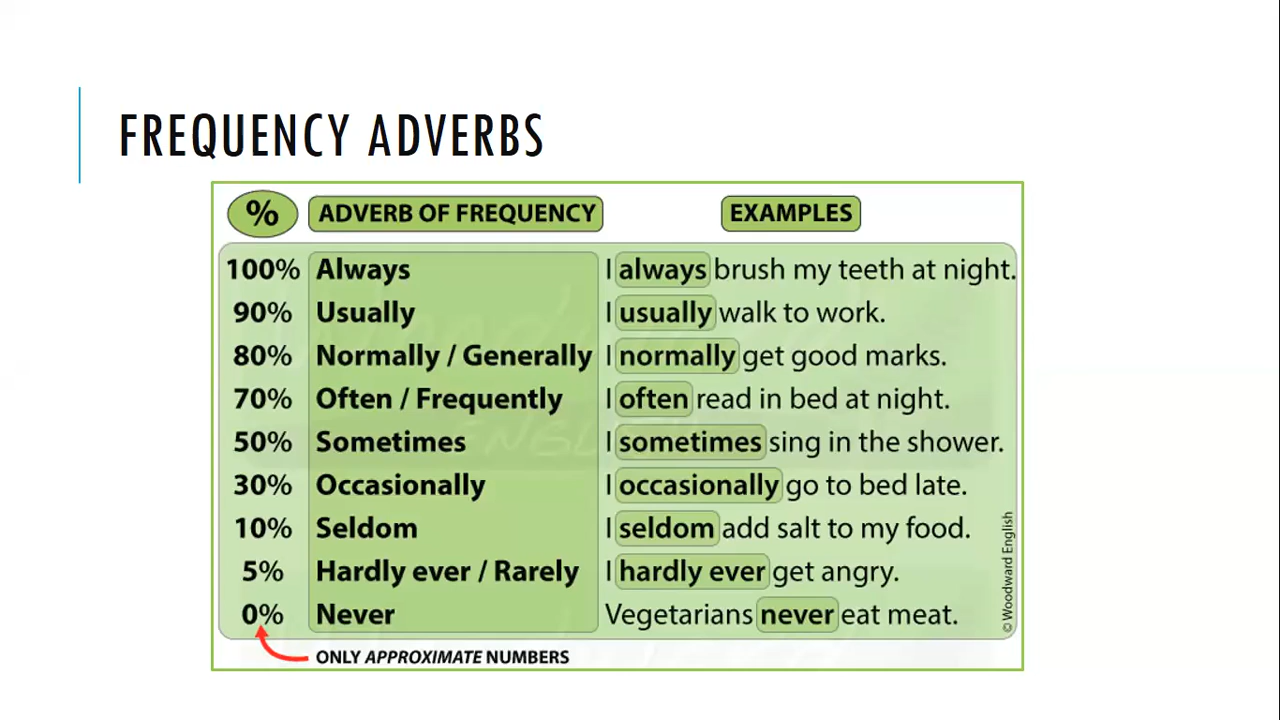 FREQUENCY ADVERBS
% ADVERB OF FREQUENCY EXAMPLES
100% Always I always brush my teeth at night.
90% Usually I usually walk to work.
80% Normally / Generally I normally get good marks.
70% Often / Frequently I often read in bed at night.
50% Sometimes I sometimes sing in the shower.
30% Occasionally I occasionally go to bed late.
10% Seldom I seldom add salt to my food.
5% Hardly ever / Rarely I hardly ever get angry.
0% Never Vegetarians never eat meat.
ONLY APPROXIMATE NUMBERS
© Woodward English